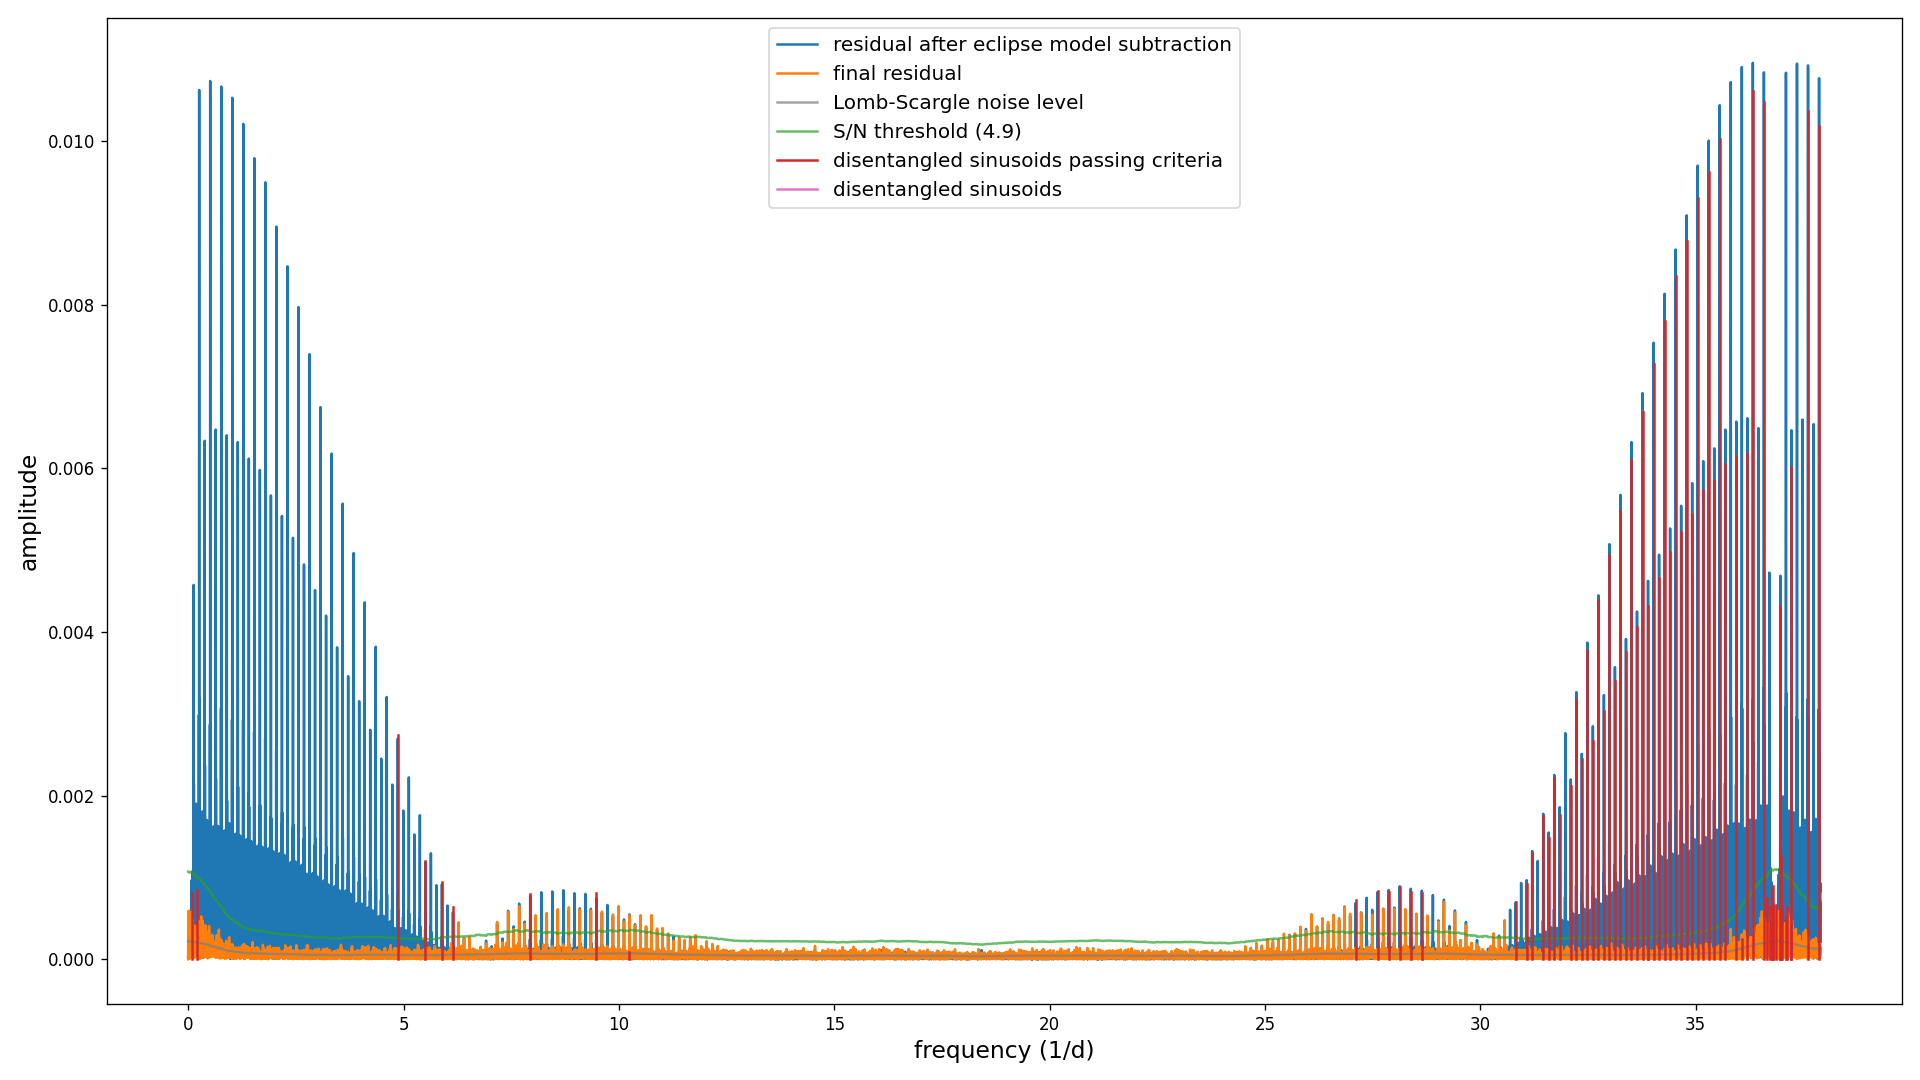 residual after eclipse model subtraction
final residual
Lomb-Scargle noise level
S/N threshold (4.9)
disentangled sinusoids passing criteria
disentangled sinusoids
amplitude
0.010
0.008
0.006
0.004
0.002
0.000
0 5 10 15 20 25 30 35
frequency (1/d)